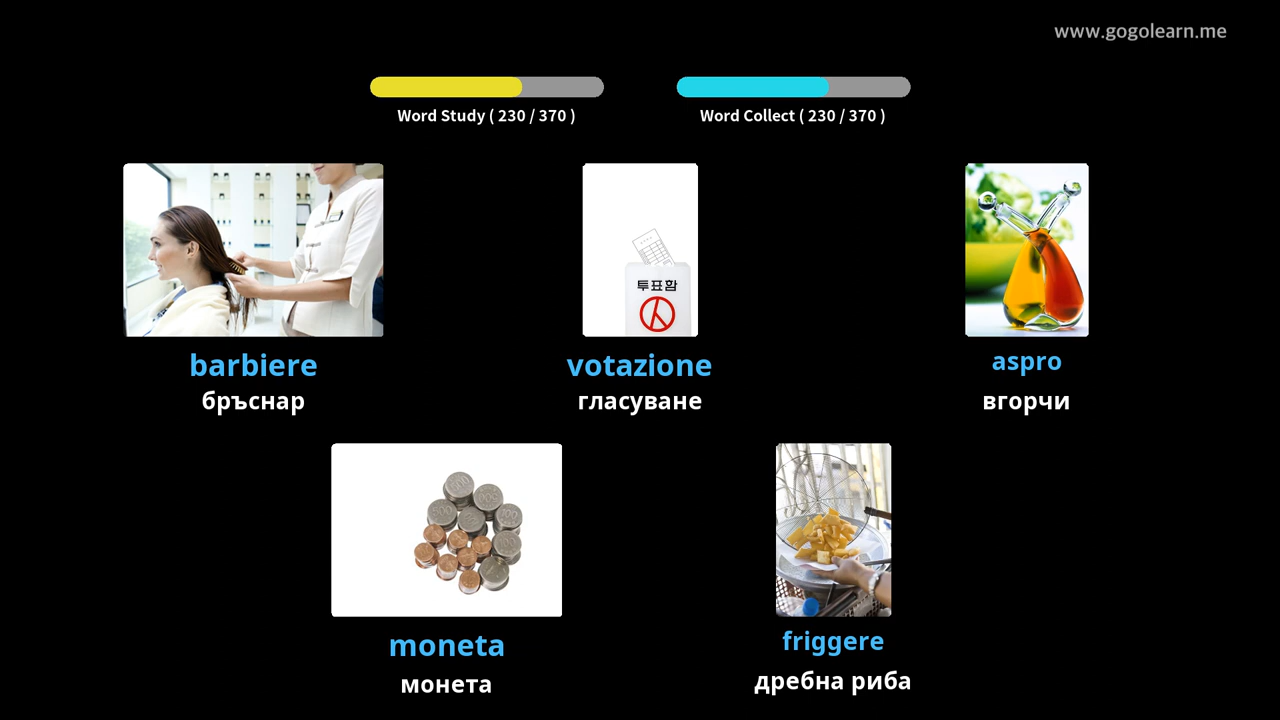 www.gogolearn.me
Word Study ( 230 / 370 )
Word Collect ( 230 / 370 )
투표함
barbiere
бръснар
votazione
гласуване
aspro
вгорчи
moneta
монета
friggere
дребна риба